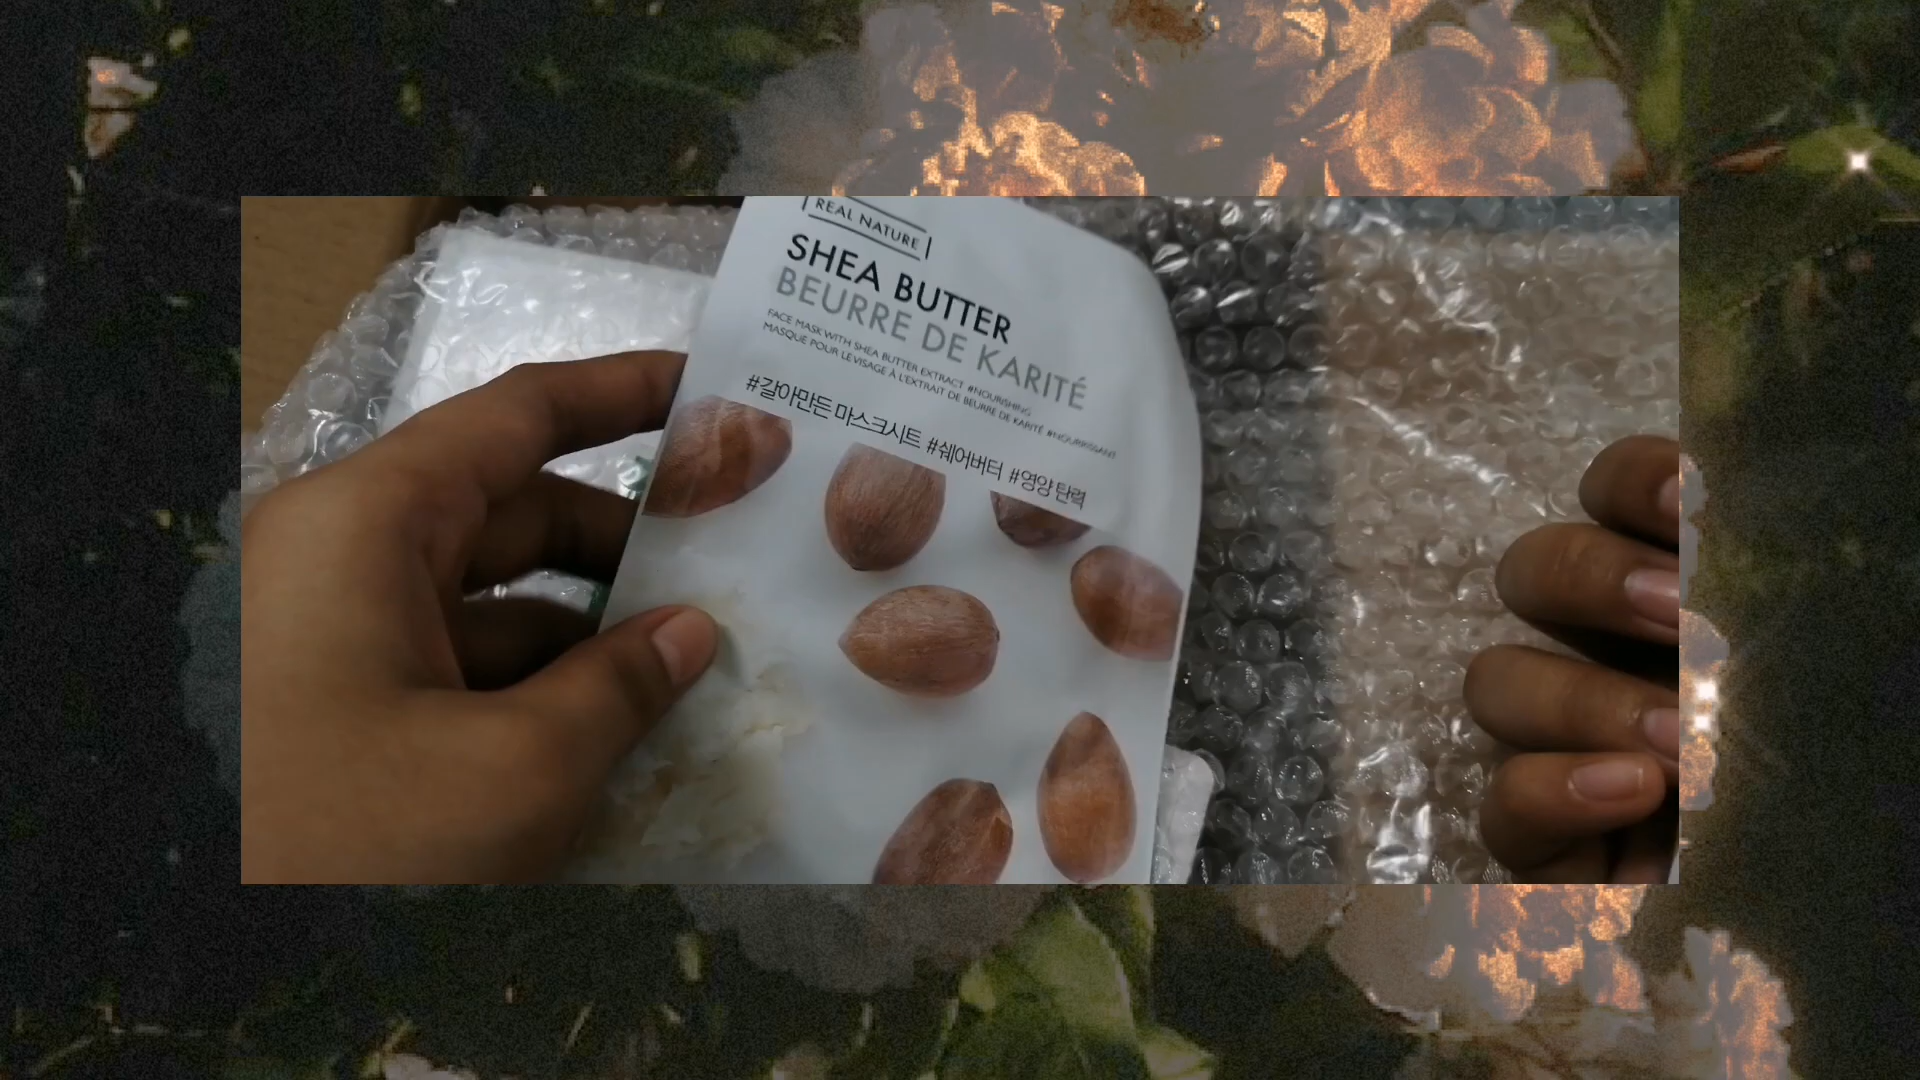 REAL NATURE
SHEA BUTTER
BEURRE DE KARITÉ
FACE MASK WITH SHEA BUTTER EXTRACT #NOURISHING
MASQUE POUR LE VISAGE À L'EXTRAIT DE BEURRE DE KARITÉ #NOURRISSANT
#갈아만든 마스크시트 #쉐어버터 #영양 탄력